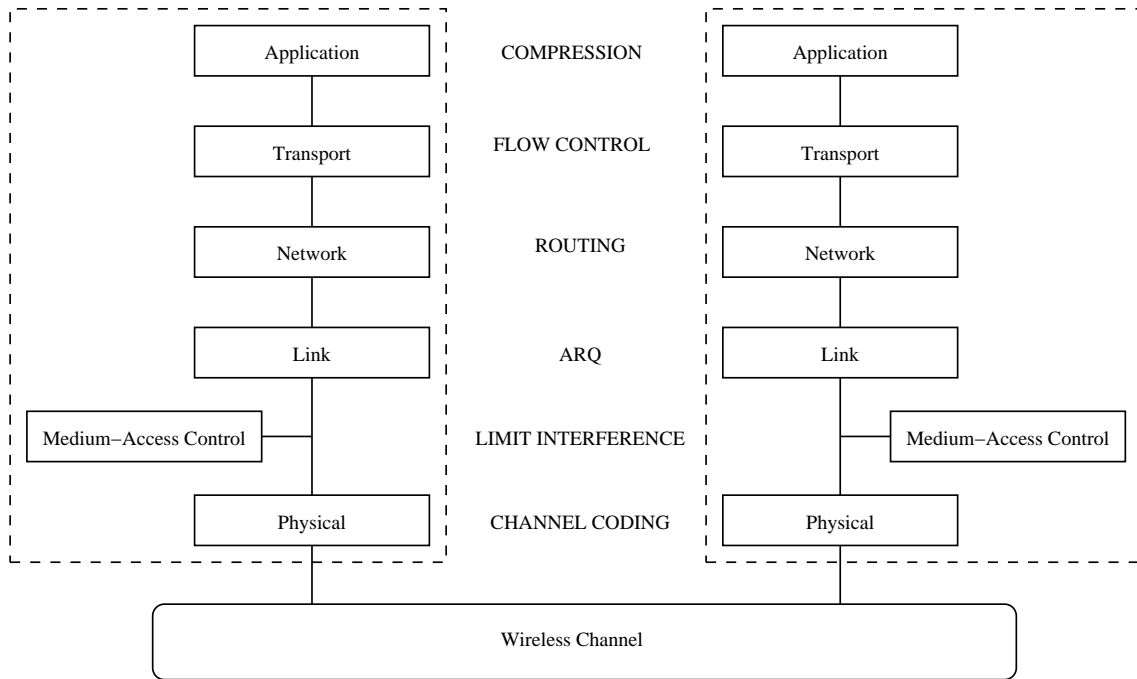 Application
COMPRESSION
Application
Transport
FLOW CONTROL
Transport
Network
ROUTING
Network
Link
ARQ
Link
Medium−Access Control
LIMIT INTERFERENCE
Medium−Access Control
Physical
CHANNEL CODING
Physical
Wireless Channel